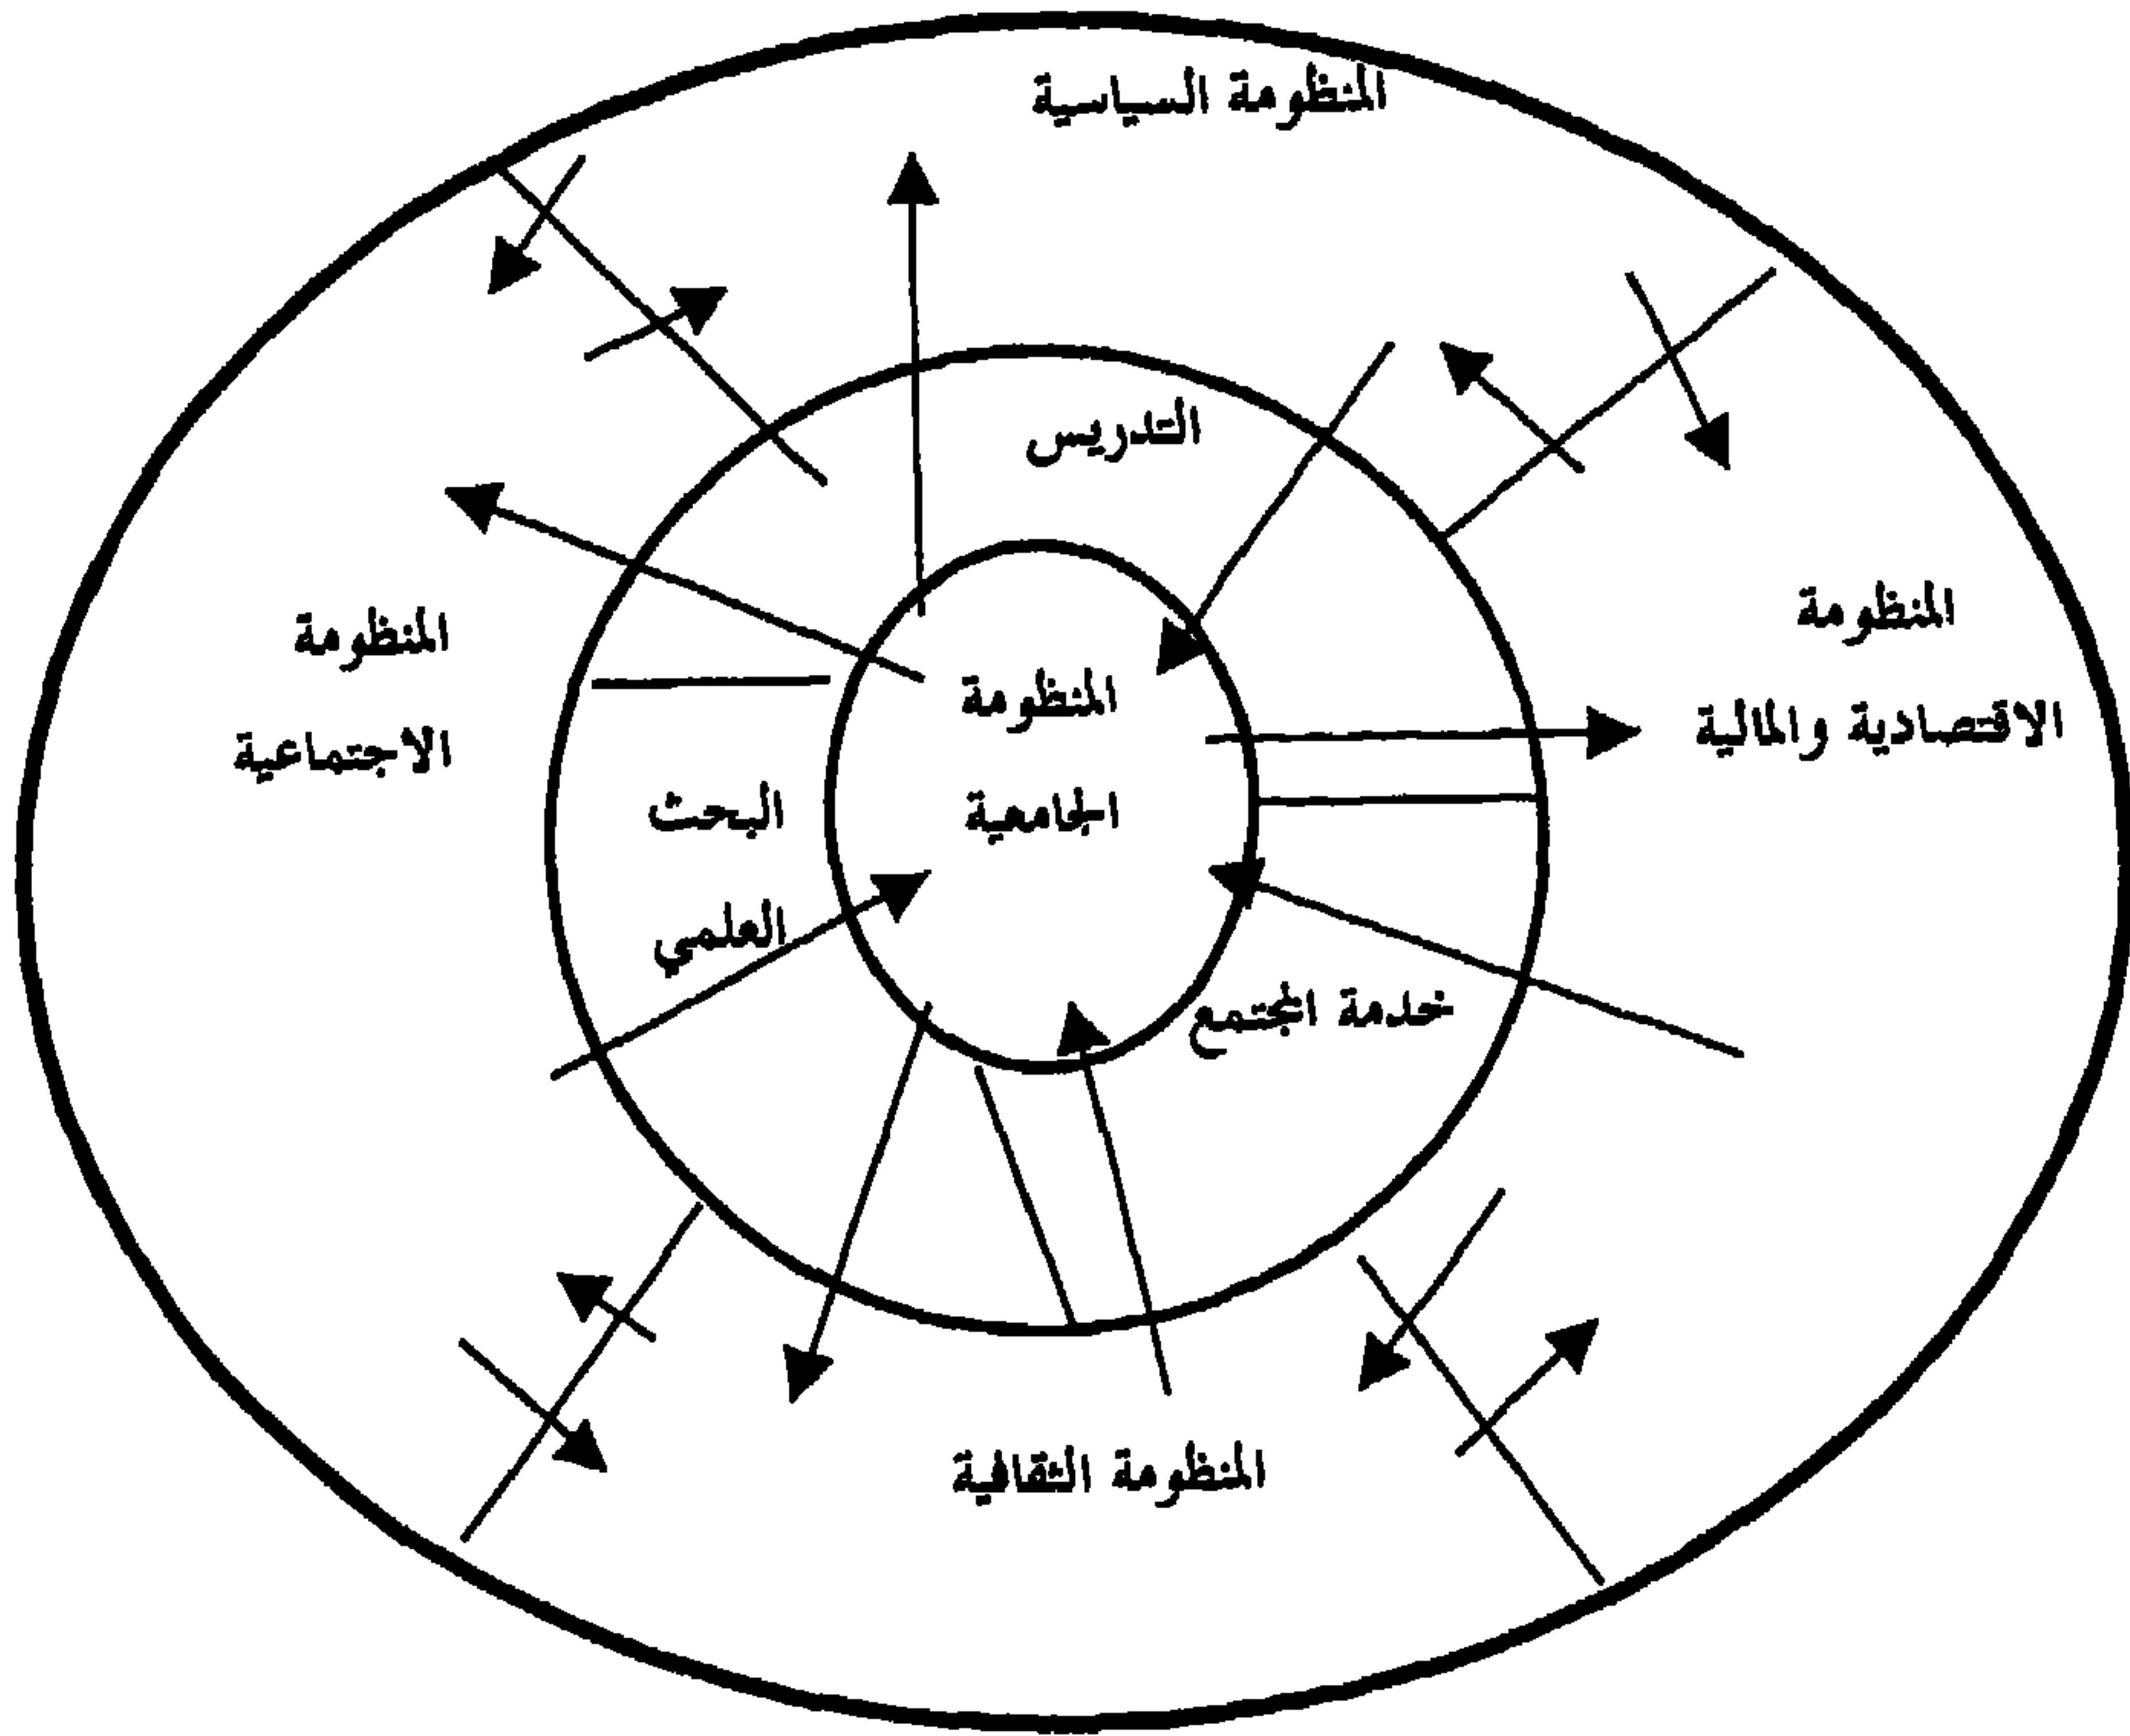 المنظومة السياسية
التدريس
المنظومة
الاقتصادية والمالية
المنظومة
الاجتماعية
المنظومة
الجامعية
البحث
العلمي
خدمة المجتمع
المنظومة الثقافية